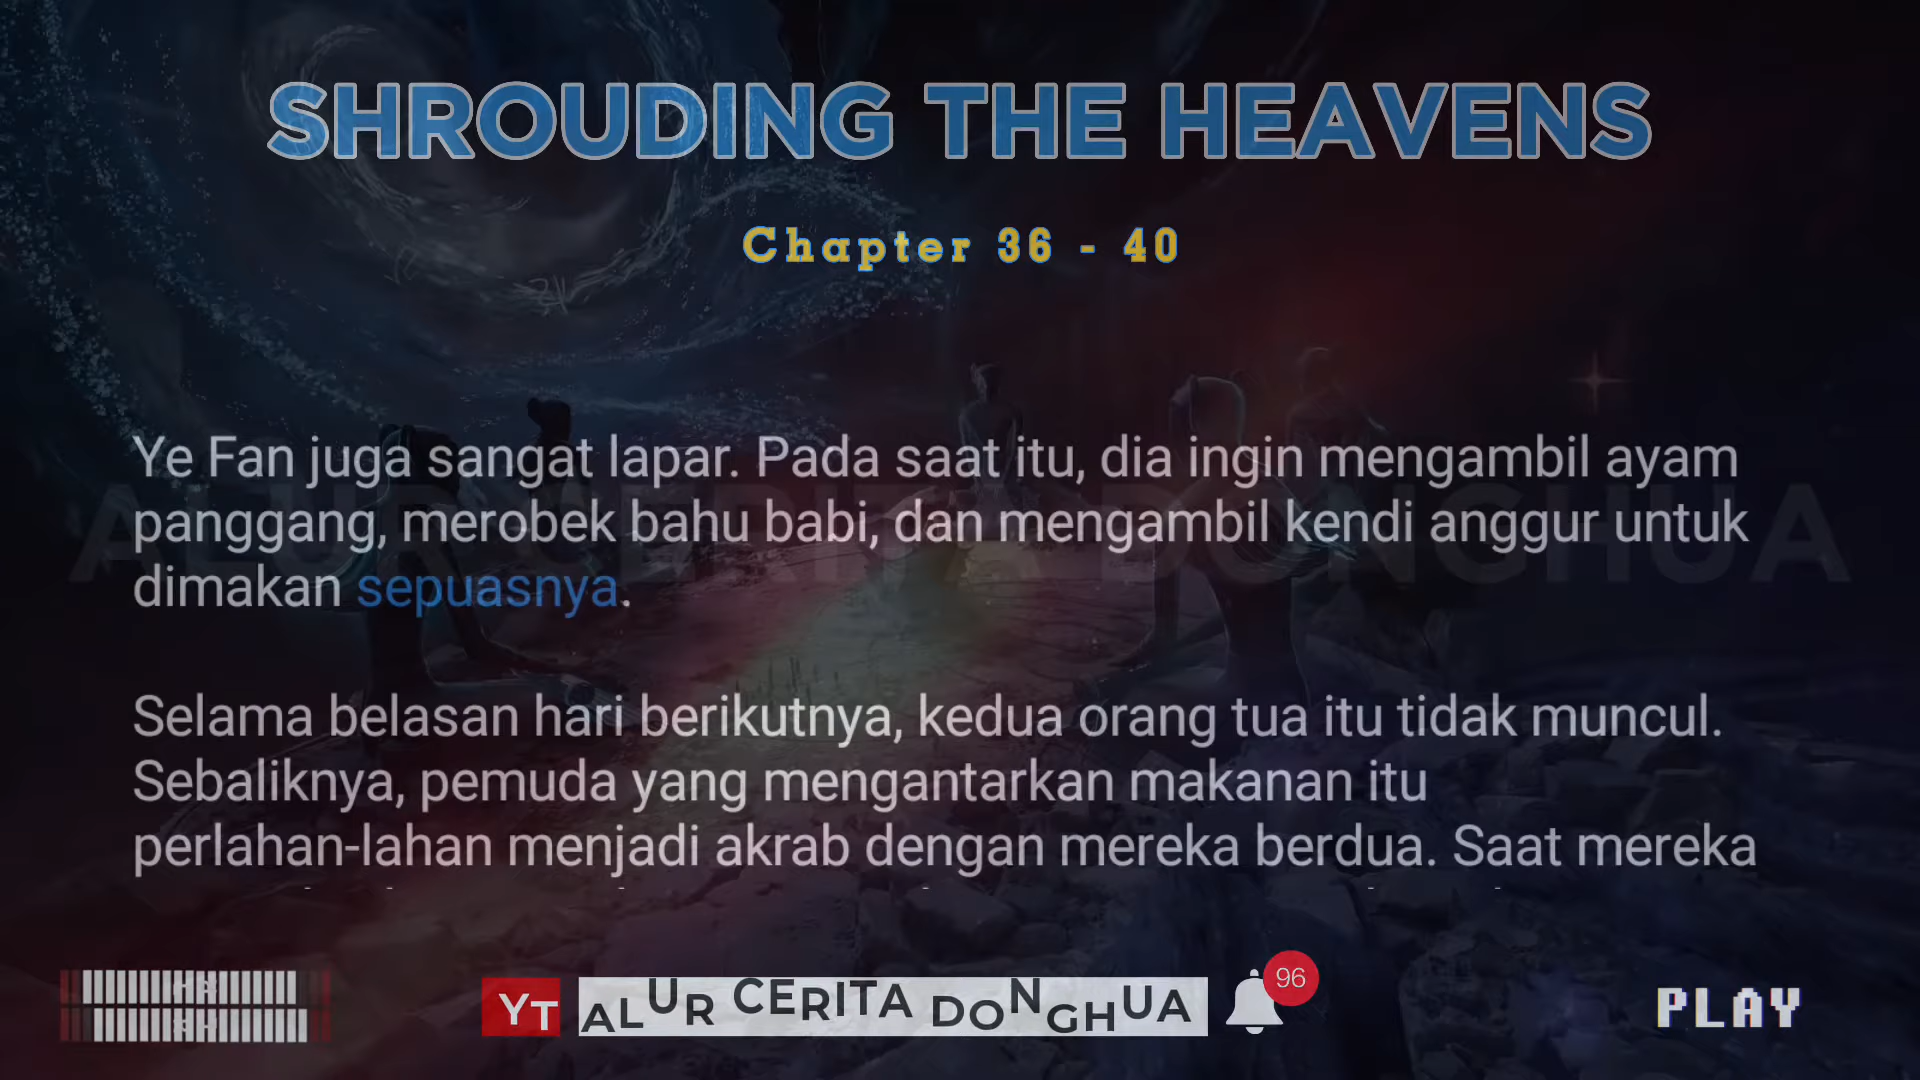 SHROUDING THE HEAVENS
Chapter 36 - 40
Ye Fan juga sangat lapar. Pada saat itu, dia ingin mengambil ayam
panggang, merobek bahu babi, dan mengambil kendi anggur untuk
dimakan sepuasnya.
ALUR CERITA DONGHUA
Selama belasan hari berikutnya, kedua orang tua itu tidak muncul.
Sebaliknya, pemuda yang mengantarkan makanan itu
perlahan-lahan menjadi akrab dengan mereka berdua. Saat mereka
YT ALUR CERITA DONGHUA 96
PLAY